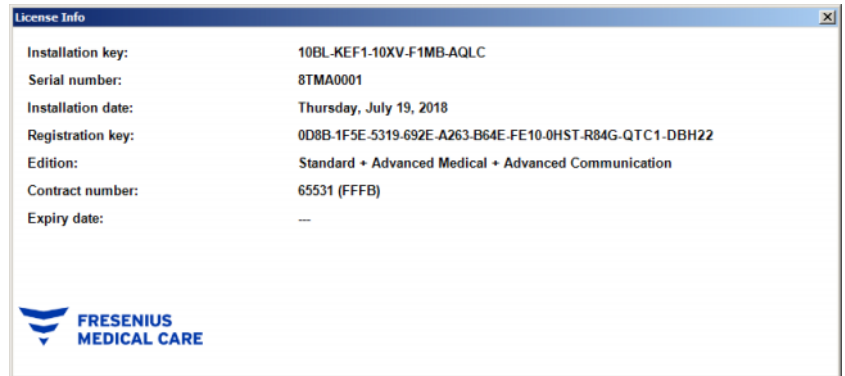 License Info
Installation key: 10BL-KEF1-10XV-F1MB-AQLC
Serial number: 8TMA0001
Installation date: Thursday, July 19, 2018
Registration key: 0D8B-1F5E-5319-692E-A263-B64E-FE10-0HST-R84G-QTC1-DBH22
Edition: Standard + Advanced Medical + Advanced Communication
Contract number: 65531 (FFFB)
Expiry date: ---
FRESENIUS
MEDICAL CARE